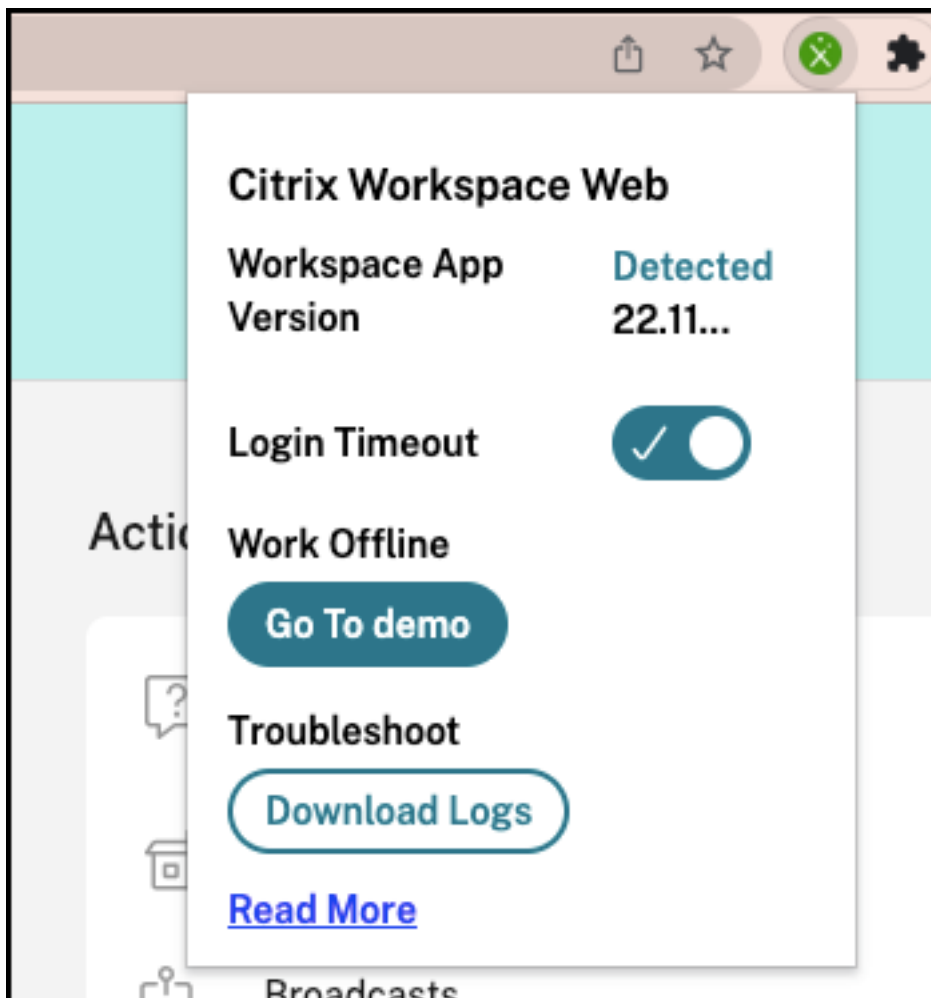 Citrix Workspace Web
Workspace App Detected
Version 22.11...
Login Timeout
Actic
Work Offline
Go To demo
?
Troubleshoot
Download Logs
Read More
Broadcasts